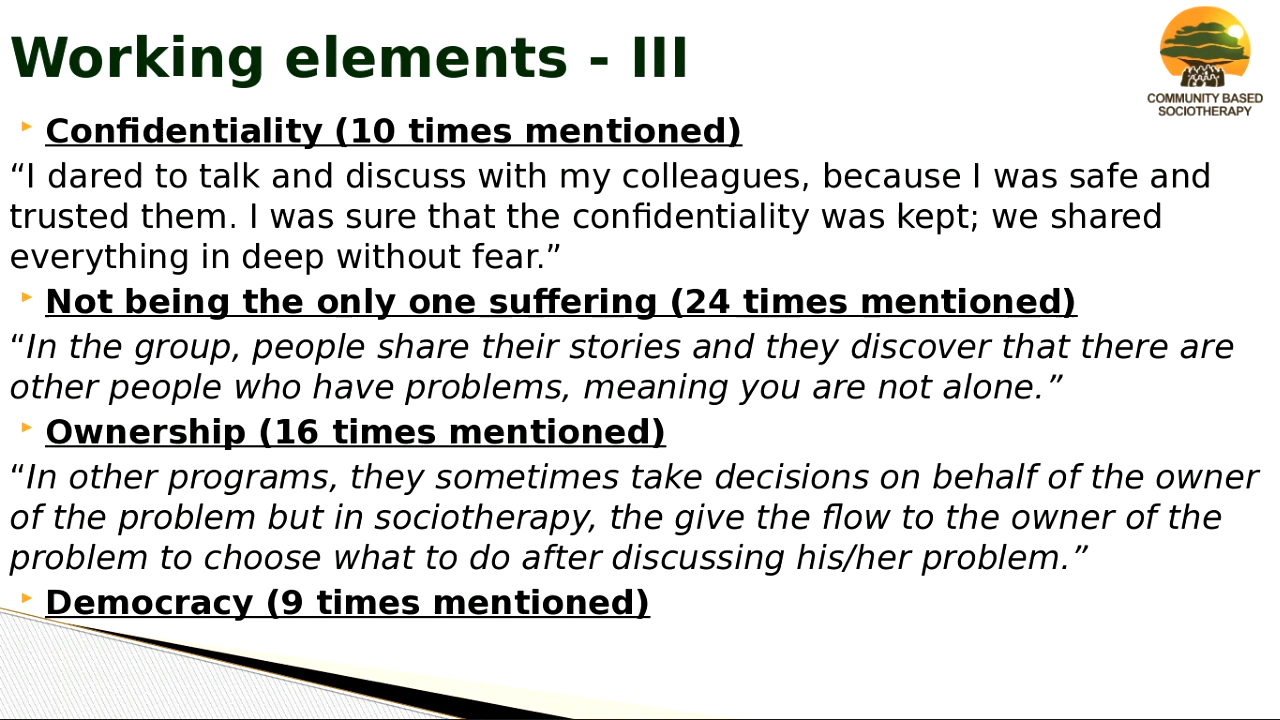 Working elements - III
COMMUNITY BASED
SOCIOTHERAPY
Confidentiality (10 times mentioned)
“I dared to talk and discuss with my colleagues, because I was safe and
trusted them. I was sure that the confidentiality was kept; we shared
everything in deep without fear.”
Not being the only one suffering (24 times mentioned)
“In the group, people share their stories and they discover that there are
other people who have problems, meaning you are not alone.”
Ownership (16 times mentioned)
“In other programs, they sometimes take decisions on behalf of the owner
of the problem but in sociotherapy, the give the flow to the owner of the
problem to choose what to do after discussing his/her problem.”
Democracy (9 times mentioned)